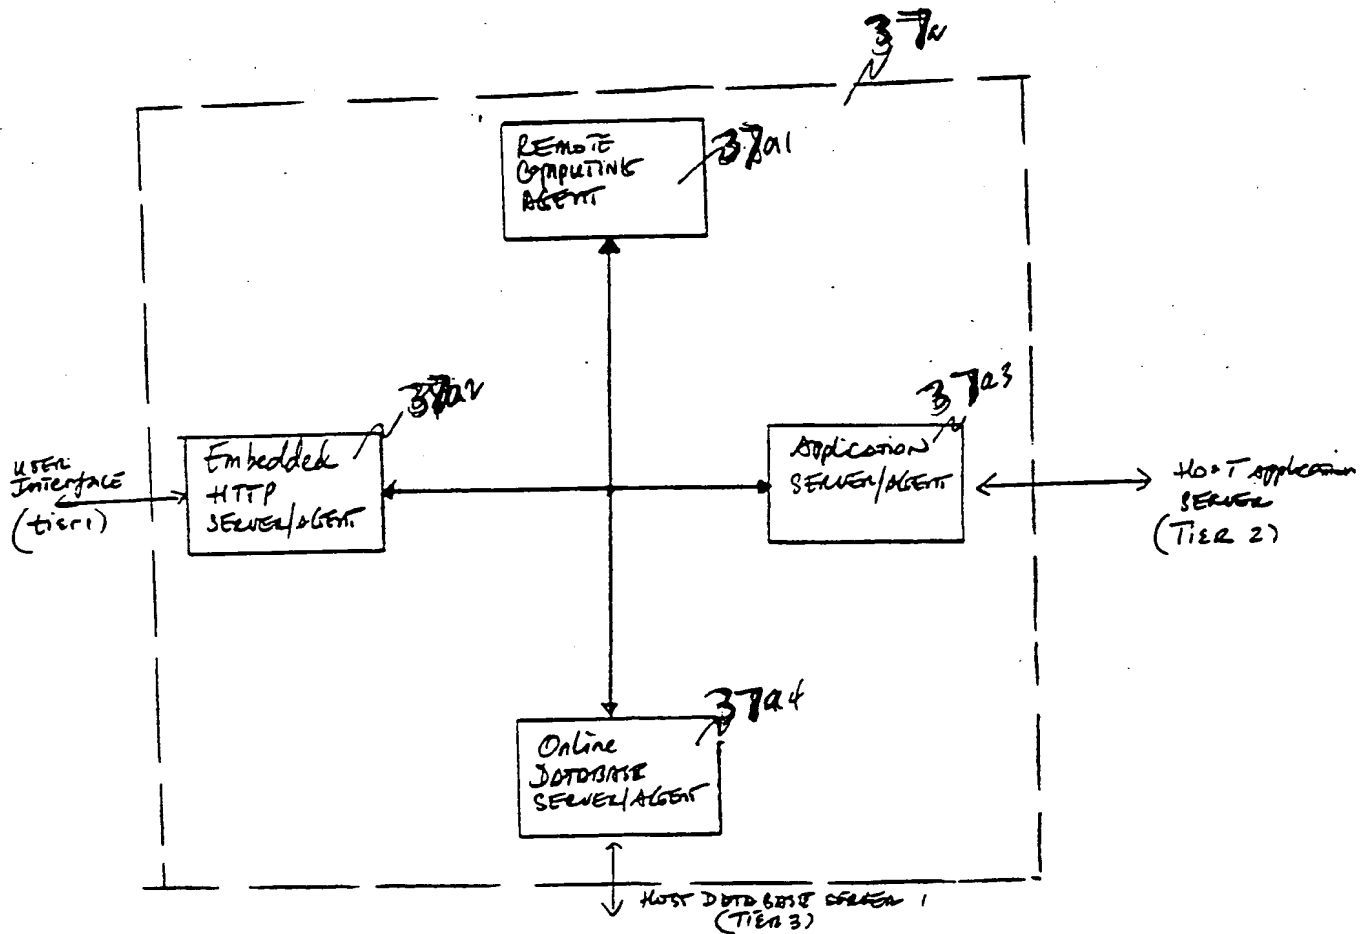 37a
REMOTE
COMPUTING
AGENT
37a1
37a2
Embedded
HTTP
SERVER/AGENT
USER
INTERFACE
(tier1)
37a3
Application
SERVER/AGENT
HOST Application
SERVER
(TIER 2)
37a4
Online
DATABASE
SERVER/AGENT
HOST DATABASE SERVER
(TIER 3)